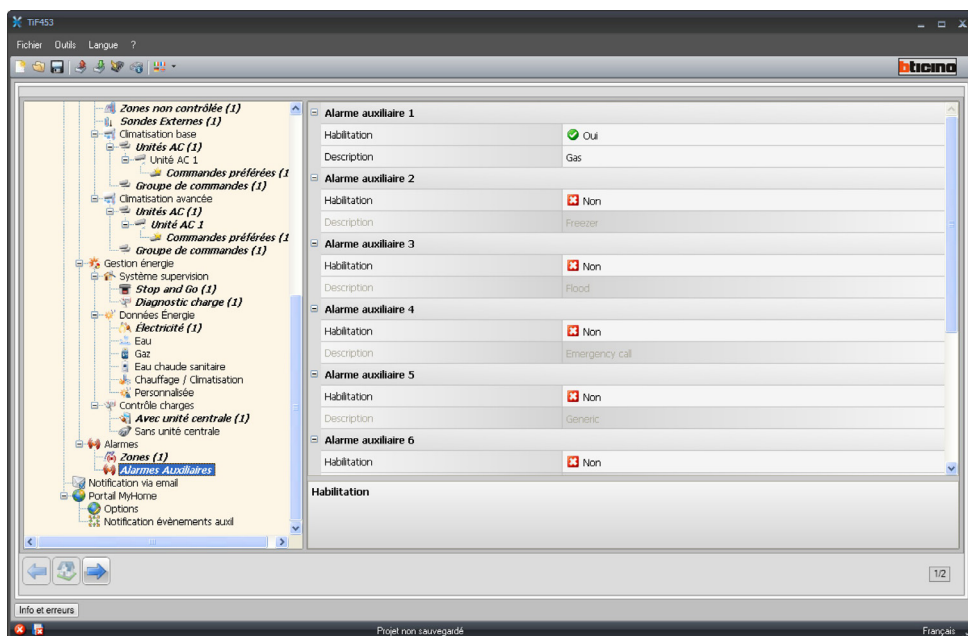 TiF453
Fichier Outils Langue ?
bticino
Zones non contrôlée (1)
Sondes Externes (1)
Climatisation base
Unités AC (1)
Unité AC 1
Commandes préférées (1
Groupe de commandes (1)
Climatisation avancée
Unités AC (1)
Unité AC 1
Commandes préférées (1
Groupe de commandes (1)
Gestion énergie
Système supervision
Stop and Go (1)
Diagnostic charge (1)
Données Énergie
Électricité (1)
Eau
Gaz
Eau chaude sanitaire
Chauffage / Climatisation
Personnalisée
Contrôle charges
Avec unité centrale (1)
Sans unité centrale
Alarmes
Zones (1)
Alarmes Auxiliaires
Notification via email
Portail MyHome
Options
Notification évènements auxil
Alarme auxiliaire 1
Habilitation Oui
Description Gas
Alarme auxiliaire 2
Habilitation Non
Description Freezer
Alarme auxiliaire 3
Habilitation Non
Description Flood
Alarme auxiliaire 4
Habilitation Non
Description Emergency call
Alarme auxiliaire 5
Habilitation Non
Description Generic
Alarme auxiliaire 6
Habilitation Non
Habilitation
1/2
Info et erreurs
Projet non sauvegardé
Français